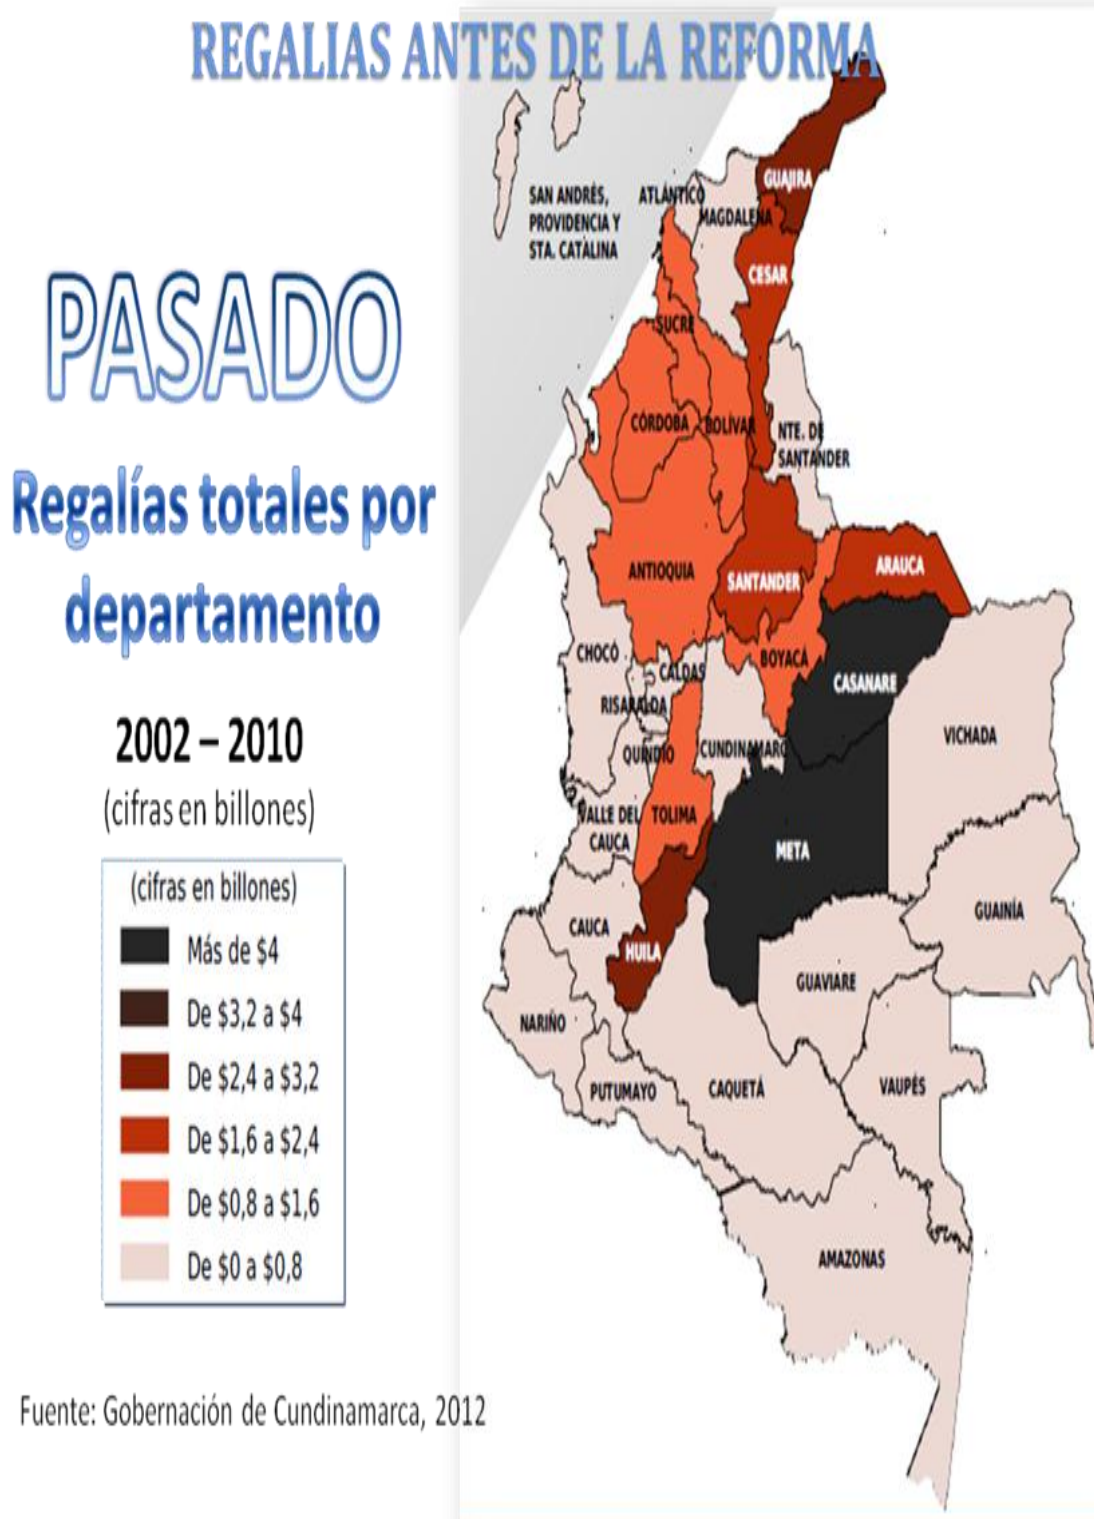 REGALIAS ANTES DE LA REFORMA
PASADO
Regalías totales por
departamento
2002 – 2010
(cifras en billones)
(cifras en billones)
Más de $4
De $3,2 a $4
De $2,4 a $3,2
De $1,6 a $2,4
De $0,8 a $1,6
De $0 a $0,8
Fuente: Gobernación de Cundinamarca, 2012
SAN ANDRÉS,
PROVIDENCIA Y
STA. CATALINA
ATLÁNTICO
GUAJIRA
MAGDALENA
CESAR
SUCRE
CÓRDOBA
BOLÍVAR
NTE. DE
SANTANDER
ANTIOQUIA
SANTANDER
ARAUCA
CHOCÓ
CALDAS
BOYACÁ
CASANARE
RISARALDA
QUINDÍO
CUNDINAMARC
VICHADA
VALLE DEL
CAUCA
TOLIMA
META
CAUCA
HUILA
GUAINÍA
GUAVIARE
NARIÑO
PUTUMAYO
CAQUETÁ
VAUPÉS
AMAZONAS